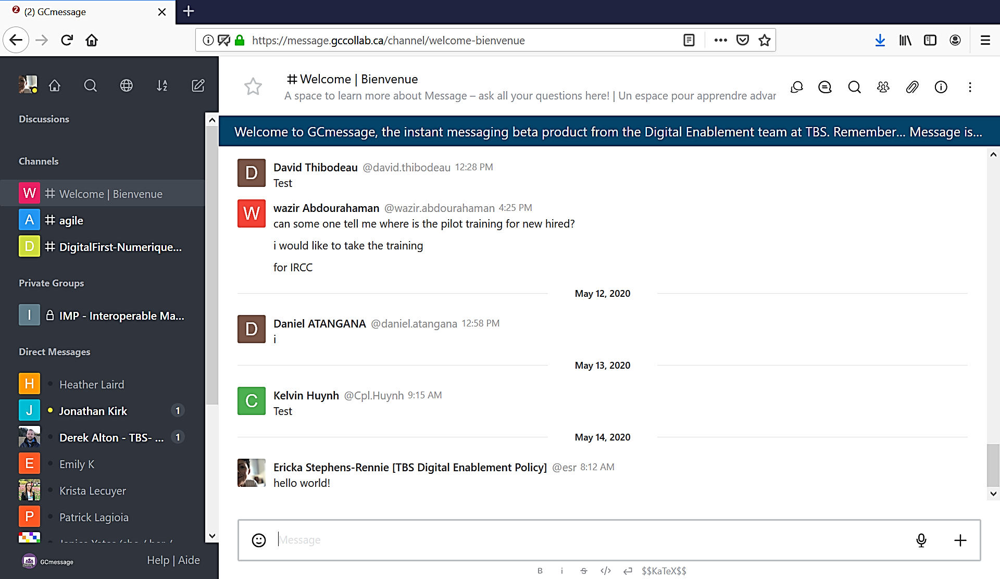 2 (2) GCmessage
https://message.gccollab.ca/channel/welcome-bienvenue
Discussions
Channels
W # Welcome | Bienvenue
A # agile
D # DigitalFirst-Numerique...
Private Groups
I IMP - Interoperable Ma...
Direct Messages
H Heather Laird
J Jonathan Kirk 1
Derek Alton - TBS- ... 1
E Emily K
Krista Lecuyer
P Patrick Lagioia
GCmessage
Help | Aide
# Welcome | Bienvenue
A space to learn more about Message – ask all your questions here! | Un espace pour apprendre advar
Welcome to GCmessage, the instant messaging beta product from the Digital Enablement team at TBS. Remember... Message is...
D David Thibodeau @david.thibodeau 12:28 PM
Test
W wazir Abdourahaman @wazir.abdourahaman 4:25 PM
can some one tell me where is the pilot training for new hired?
i would like to take the training
for IRCC
May 12, 2020
D Daniel ATANGANA @daniel.atangana 12:58 PM
i
May 13, 2020
C Kelvin Huynh @Cpl.Huynh 9:15 AM
Test
May 14, 2020
Ericka Stephens-Rennie [TBS Digital Enablement Policy] @esr 8:12 AM
hello world!
Message
B i S </> $$KaTeX$$